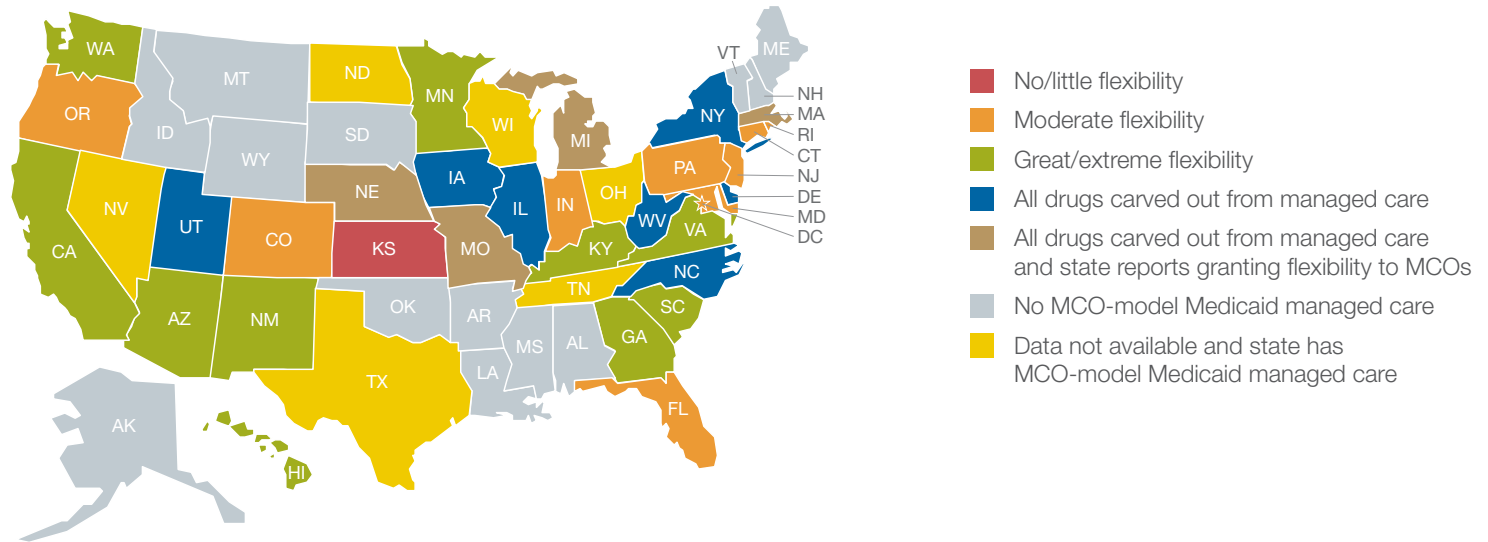 WA
MT
ND
MN
VT
ME
OR
ID
SD
WI
MI
NY
NH
MA
RI
CT
NJ
DE
MD
DC
WY
NE
IA
PA
NV
UT
CO
KS
IL
IN
OH
WV
VA
CA
MO
KY
NC
AZ
NM
OK
AR
TN
SC
TX
LA
MS
AL
GA
FL
AK
HI
No/little flexibility
Moderate flexibility
Great/extreme flexibility
All drugs carved out from managed care
All drugs carved out from managed care
and state reports granting flexibility to MCOs
No MCO-model Medicaid managed care
Data not available and state has
MCO-model Medicaid managed care